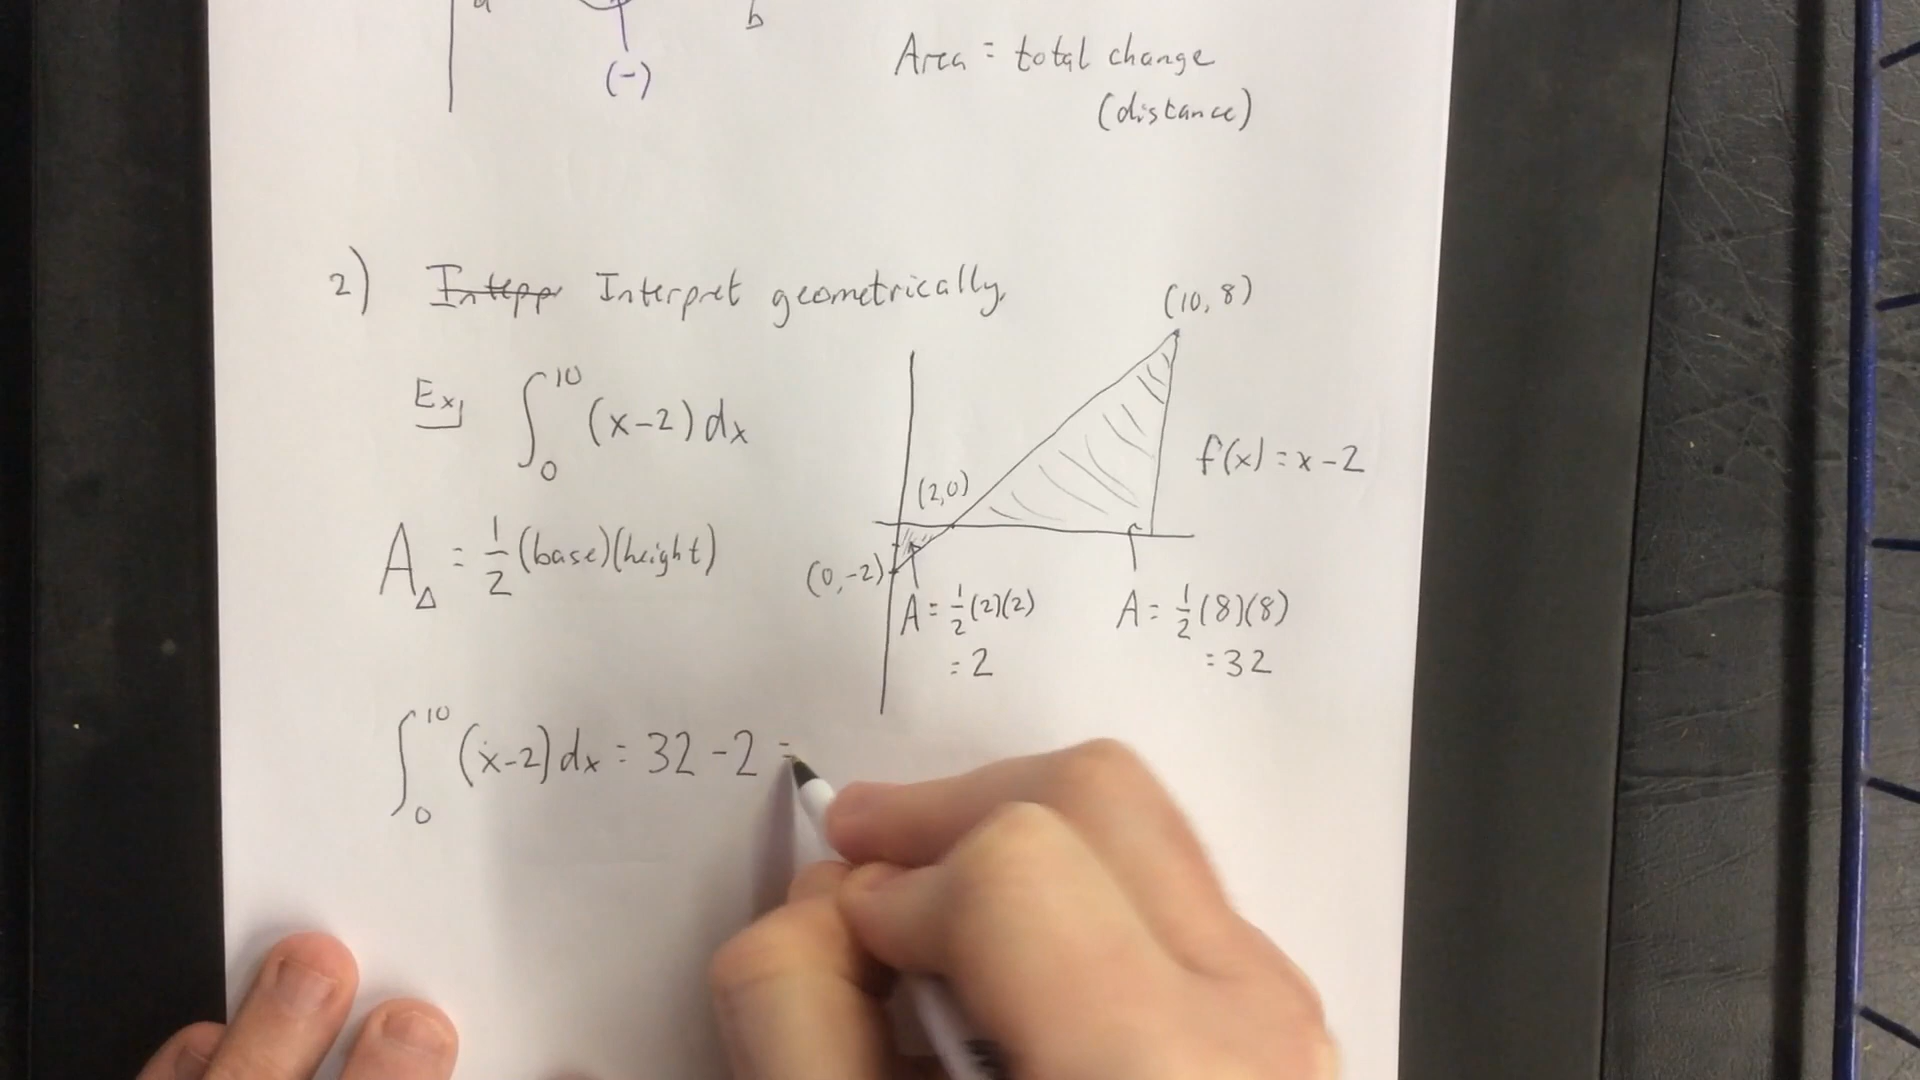 a
b
(-)
Area = total change
(distance)
2) Intepp Interpret geometrically.
(10, 8)
Ex) ∫₀¹⁰ (x-2) dx
f(x) = x-2
(2,0)
A△ = 1/2 (base)(height)
(0,-2)
A = 1/2 (2)(2)
= 2
A = 1/2 (8)(8)
= 32
∫₀¹⁰ (x-2) dx = 32 - 2 =